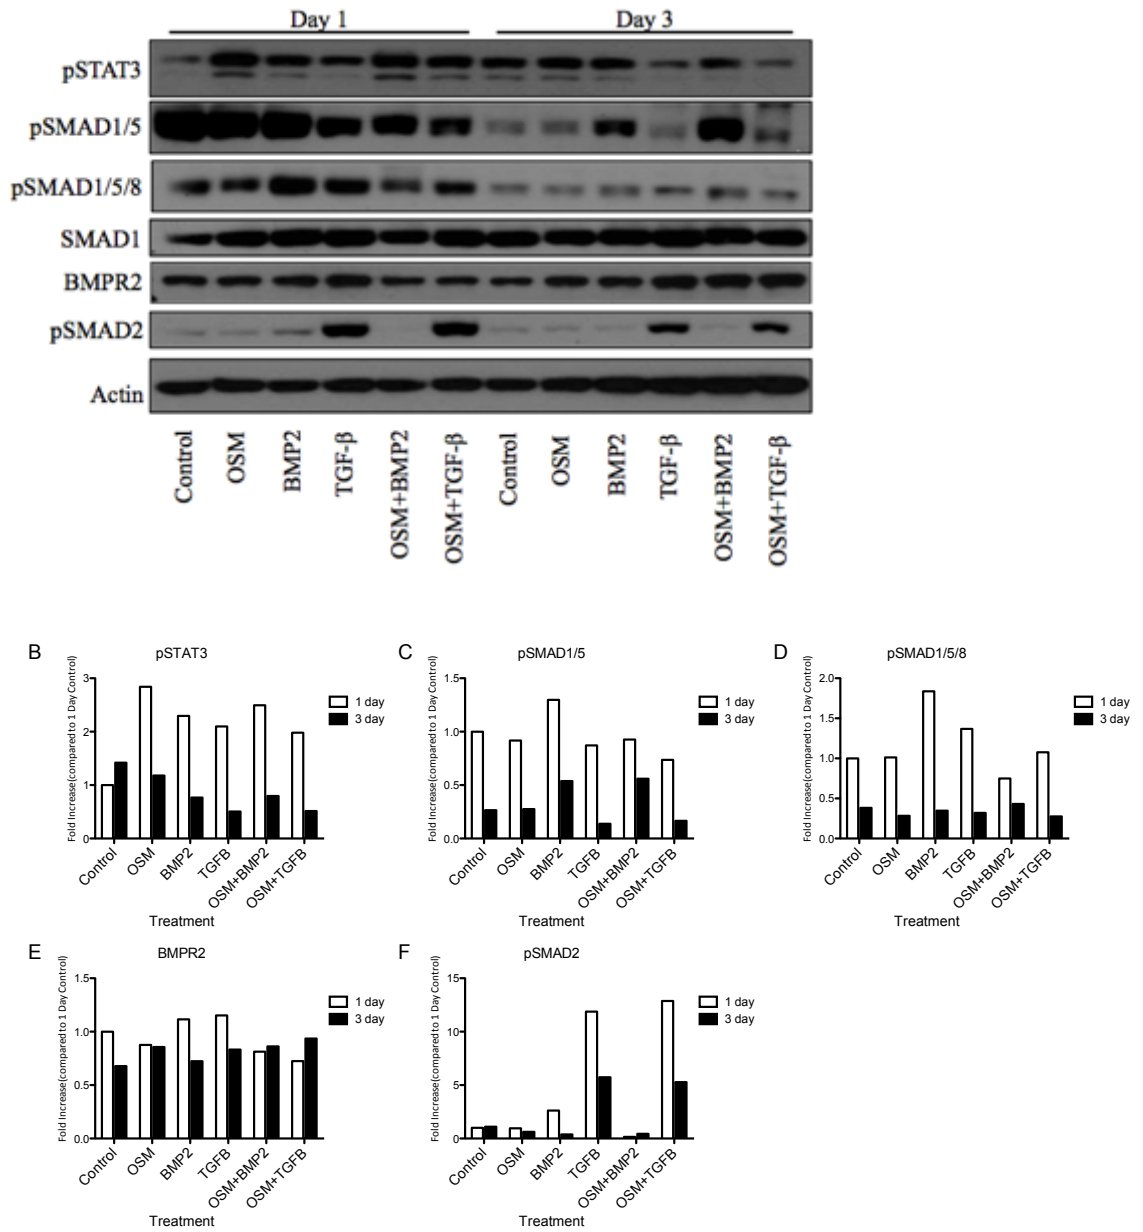 Day 1 Day 3
pSTAT3
pSMAD1/5
pSMAD1/5/8
SMAD1
BMPR2
pSMAD2
Actin
Control OSM BMP2 TGF-β OSM+BMP2 OSM+TGF-β Control OSM BMP2 TGF-β OSM+BMP2 OSM+TGF-β
B pSTAT3
Fold Increase(compared to 1 Day Control)
3
2
1
0
1 day
3 day
Control OSM BMP2 TGFB OSM+BMP2 OSM+TGFB
Treatment
C pSMAD1/5
Fold Increase(compared to 1 Day Control)
1.5
1.0
0.5
0.0
1 day
3 day
Control OSM BMP2 TGFB OSM+BMP2 OSM+TGFB
Treatment
D pSMAD1/5/8
Fold Increase(compared to 1 Day Control)
2.0
1.5
1.0
0.5
0.0
1 day
3 day
Control OSM BMP2 TGFB OSM+BMP2 OSM+TGFB
Treatment
E BMPR2
Fold Increase(compared to 1 Day Control)
1.5
1.0
0.5
0.0
1 day
3 day
Control OSM BMP2 TGFB OSM+BMP2 OSM+TGFB
Treatment
F pSMAD2
Fold Increase(compared to 1 Day Control)
15
10
5
0
1 day
3 day
Control OSM BMP2 TGFB OSM+BMP2 OSM+TGFB
Treatment